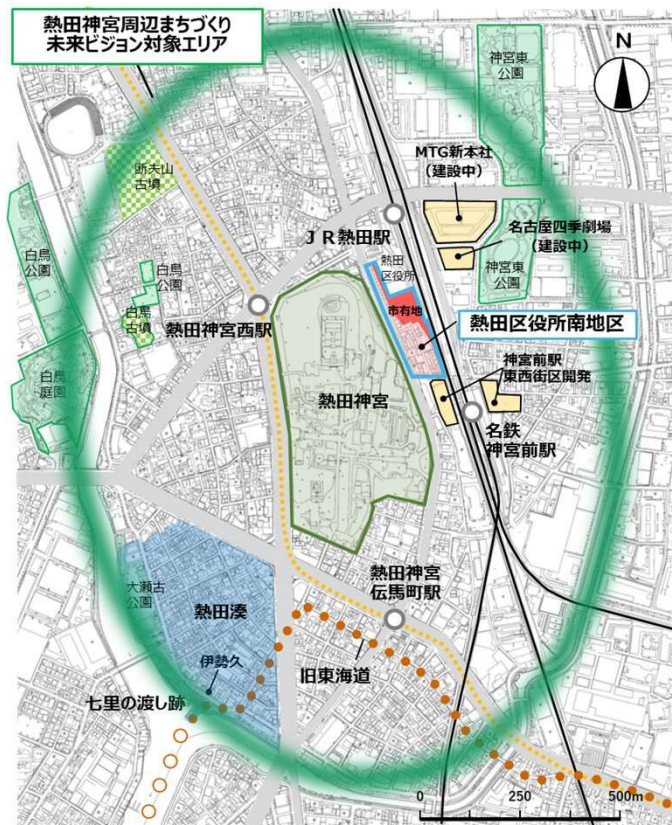 熱田神宮周辺まちづくり
未来ビジョン対象エリア
N
神宮東
公園
断夫山
古墳
MTG新本社
（建設中）
ＪＲ熱田駅
名古屋四季劇場
（建設中）
白鳥
公園
熱田
区役所
神宮東
公園
市有地
白鳥
古墳
熱田神宮西駅
熱田区役所南地区
白鳥
庭園
神宮前駅
東西街区開発
熱田神宮
名鉄
神宮前駅
熱田神宮
伝馬町駅
大瀬古
公園
熱田湊
伊勢久
旧東海道
七里の渡し跡
0
250
500m